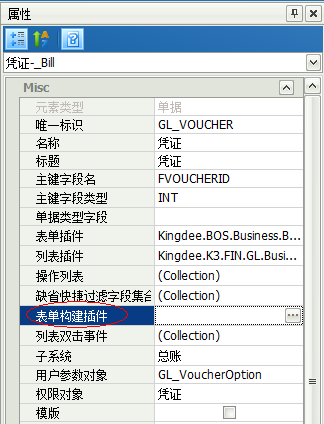 属性
凭证-_Bill
Misc
元素类型 单据
唯一标识 GL_VOUCHER
名称 凭证
标题 凭证
主键字段名 FVOUCHERID
主键字段类型 INT
单据类型字段
表单插件 Kingdee.BOS.Business.B...
列表插件 Kingdee.K3.FIN.GL.Busi...
操作列表 (Collection)
缺省快捷过滤字段集合 (Collection)
表单构建插件 ...
列表双击事件 (Collection)
子系统 总账
用户参数对象 GL_VoucherOption
权限对象 凭证
模版